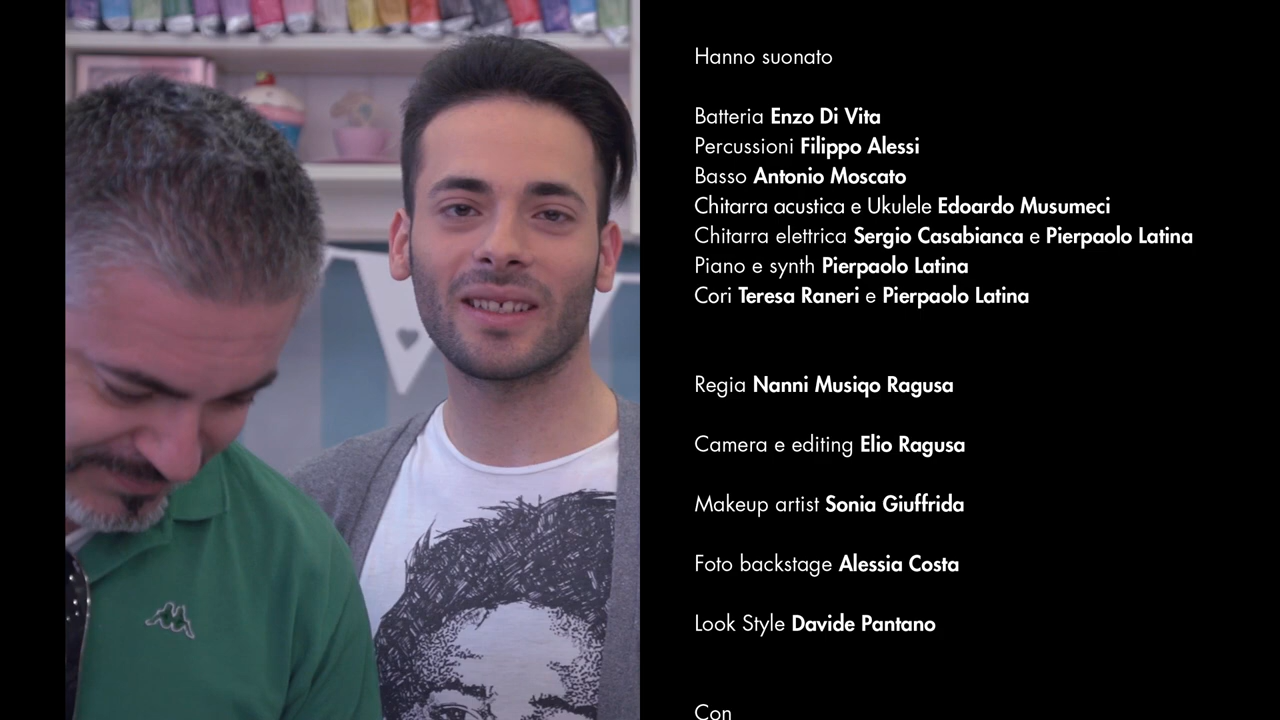 Hanno suonato
Batteria Enzo Di Vita
Percussioni Filippo Alessi
Basso Antonio Moscato
Chitarra acustica e Ukulele Edoardo Musumeci
Chitarra elettrica Sergio Casabianca e Pierpaolo Latina
Piano e synth Pierpaolo Latina
Cori Teresa Raneri e Pierpaolo Latina
Regia Nanni Musiqo Ragusa
Camera e editing Elio Ragusa
Makeup artist Sonia Giuffrida
Foto backstage Alessia Costa
Look Style Davide Pantano
Con